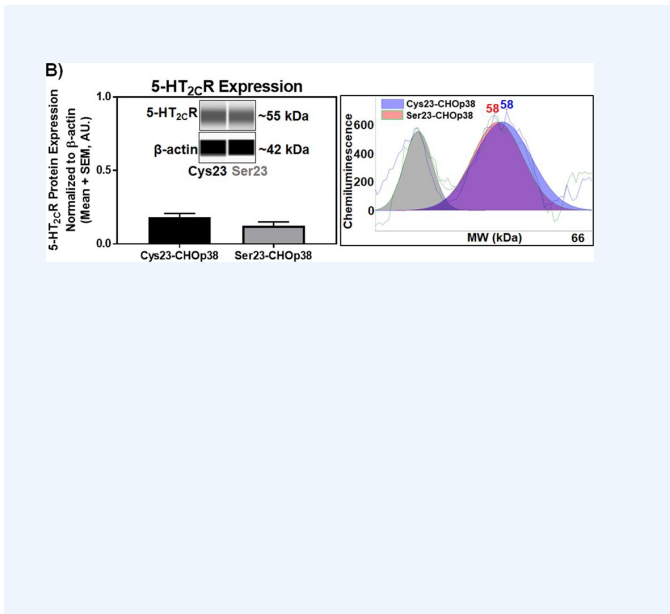 B)
5-HT2CR Expression
5-HT2CR Protein Expression
Normalized to β-actin
(Mean + SEM, AU.)
1.0
0.5
0.0
5-HT2CR
~55 kDa
β-actin
~42 kDa
Cys23 Ser23
Cys23-CHOp38 Ser23-CHOp38
Cys23-CHOp38
Ser23-CHOp38
58 58
Chemiluminescence
600
400
200
0
MW (kDa) 66